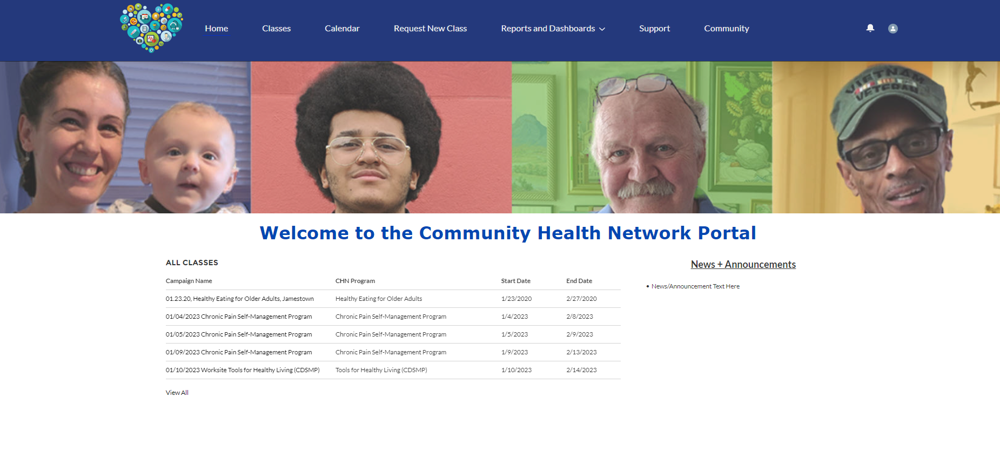 Home Classes Calendar Request New Class Reports and Dashboards Support Community
VIETNAM
VETERAN
Welcome to the Community Health Network Portal
ALL CLASSES
Campaign Name CHN Program Start Date End Date
01.23.20, Healthy Eating for Older Adults, Jamestown Healthy Eating for Older Adults 1/23/2020 2/27/2020
01/04/2023 Chronic Pain Self-Management Program Chronic Pain Self-Management Program 1/4/2023 2/8/2023
01/05/2023 Chronic Pain Self-Management Program Chronic Pain Self-Management Program 1/5/2023 2/9/2023
01/09/2023 Chronic Pain Self-Management Program Chronic Pain Self-Management Program 1/9/2023 2/13/2023
01/10/2023 Worksite Tools for Healthy Living (CDSMP) Tools for Healthy Living (CDSMP) 1/10/2023 2/14/2023
View All
News + Announcements
• News/Announcement Text Here